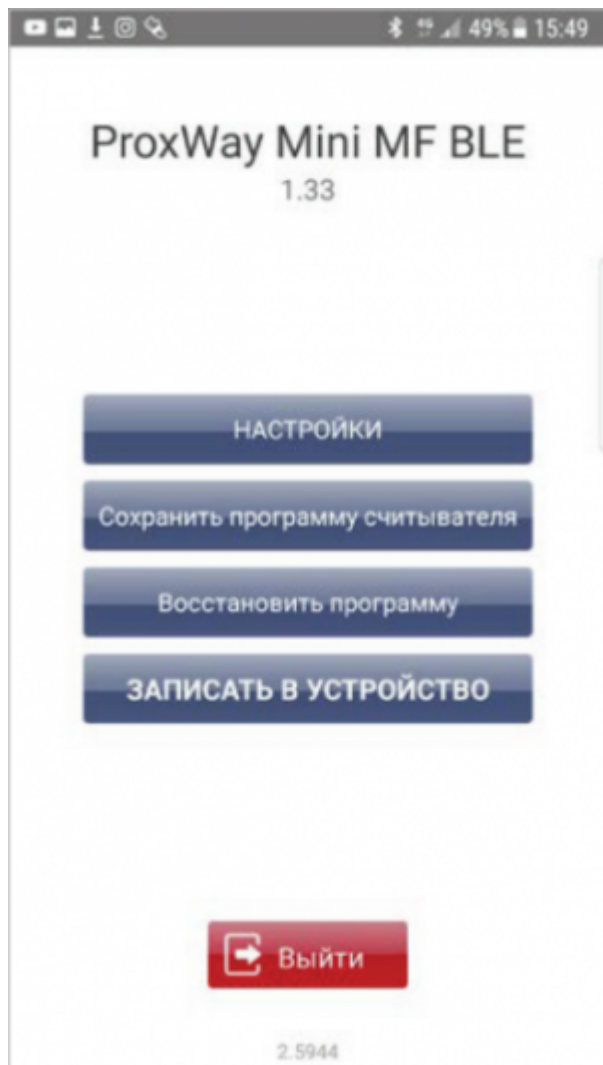 49% 15:49
ProxWay Mini MF BLE
1.33
НАСТРОЙКИ
Сохранить программу считывателя
Восстановить программу
ЗАПИСАТЬ В УСТРОЙСТВО
Выйти
2.5944